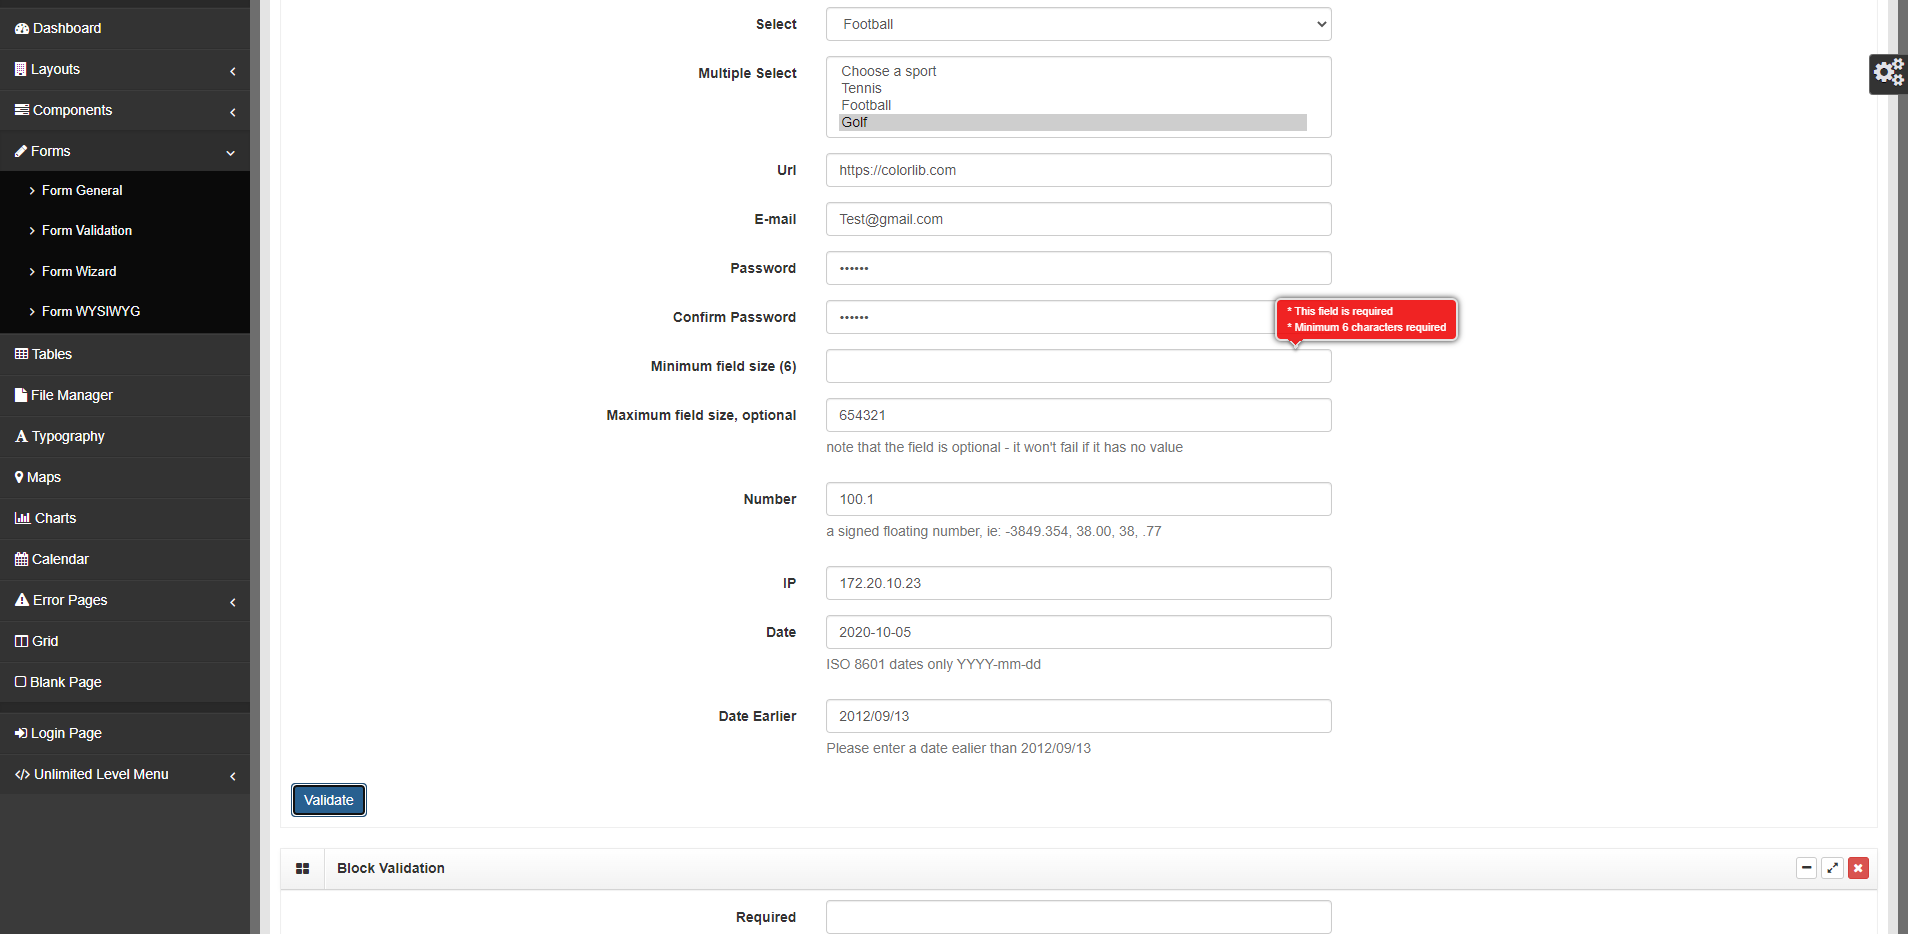 Dashboard
Layouts
Components
Forms
Form General
Form Validation
Form Wizard
Form WYSIWYG
Tables
File Manager
Typography
Maps
Charts
Calendar
Error Pages
Grid
Blank Page
Login Page
Unlimited Level Menu
Select
Football
Multiple Select
Choose a sport
Tennis
Football
Golf
Url
https://colorlib.com
E-mail
Test@gmail.com
Password
••••••
Confirm Password
••••••
* This field is required
* Minimum 6 characters required
Minimum field size (6)
Maximum field size, optional
654321
note that the field is optional - it won't fail if it has no value
Number
100.1
a signed floating number, ie: -3849.354, 38.00, 38, .77
IP
172.20.10.23
Date
2020-10-05
ISO 8601 dates only YYYY-mm-dd
Date Earlier
2012/09/13
Please enter a date ealier than 2012/09/13
Validate
Block Validation
Required